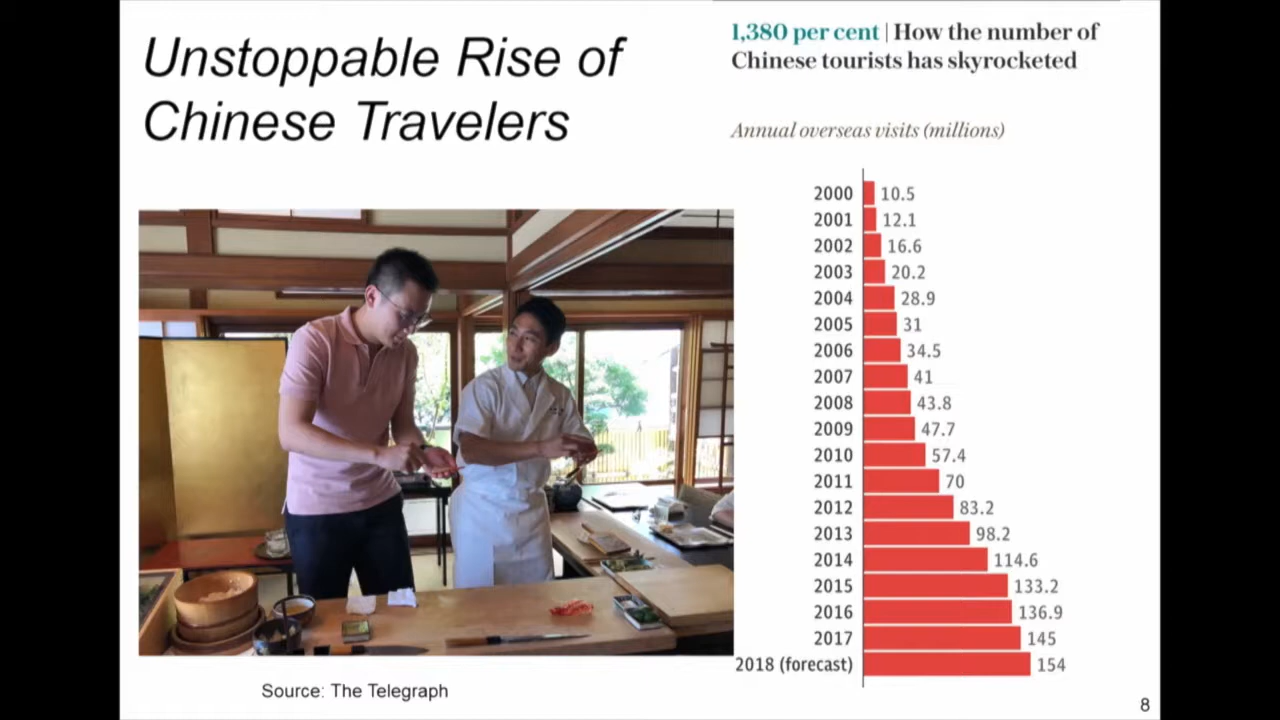 Unstoppable Rise of
Chinese Travelers
1,380 per cent | How the number of
Chinese tourists has skyrocketed
Annual overseas visits (millions)
2000 10.5
2001 12.1
2002 16.6
2003 20.2
2004 28.9
2005 31
2006 34.5
2007 41
2008 43.8
2009 47.7
2010 57.4
2011 70
2012 83.2
2013 98.2
2014 114.6
2015 133.2
2016 136.9
2017 145
2018 (forecast) 154
Source: The Telegraph
8